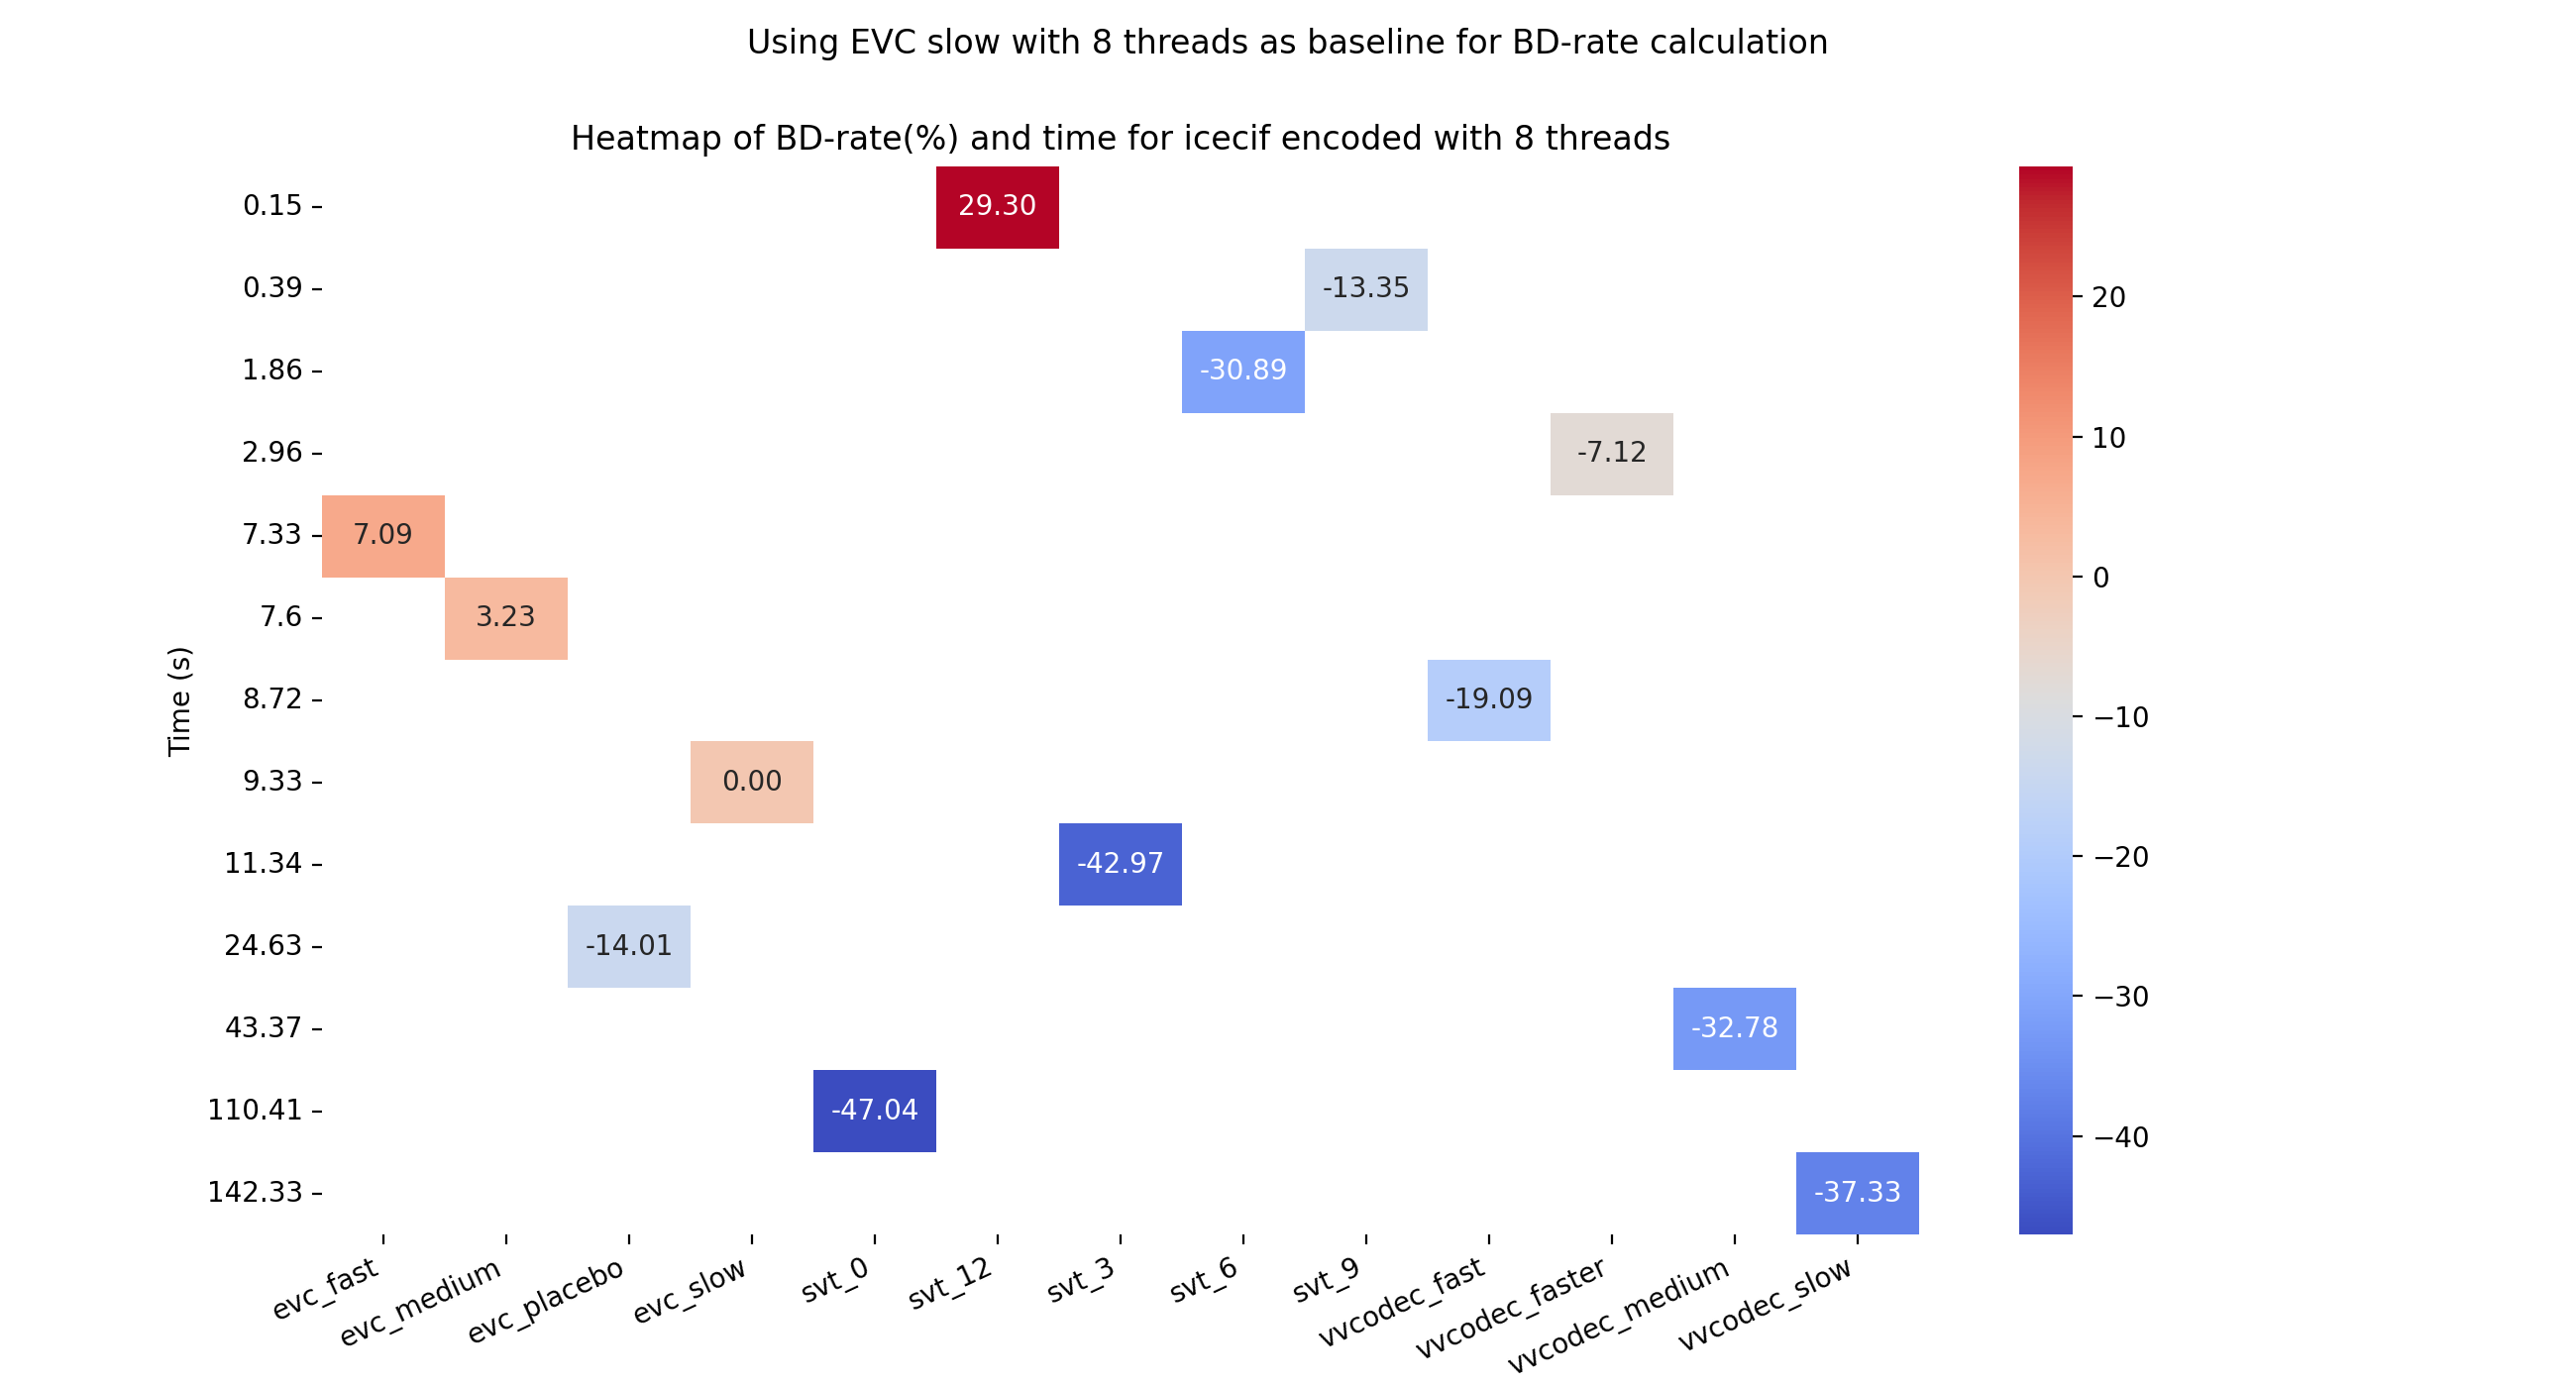 Using EVC slow with 8 threads as baseline for BD-rate calculation
Heatmap of BD-rate(%) and time for icecif encoded with 8 threads
0.15 29.30
0.39 -13.35
20
1.86 -30.89
10
2.96 -7.12
7.33 7.09
0
7.6 3.23
Time (s)
8.72 -19.09
−10
9.33 0.00
−20
11.34 -42.97
24.63 -14.01
−30
43.37 -32.78
110.41 -47.04
−40
142.33 -37.33
evc_fast
evc_medium
evc_placebo
evc_slow
svt_0
svt_12
svt_3
svt_6
svt_9
vvcodec_fast
vvcodec_faster
vvcodec_medium
vvcodec_slow